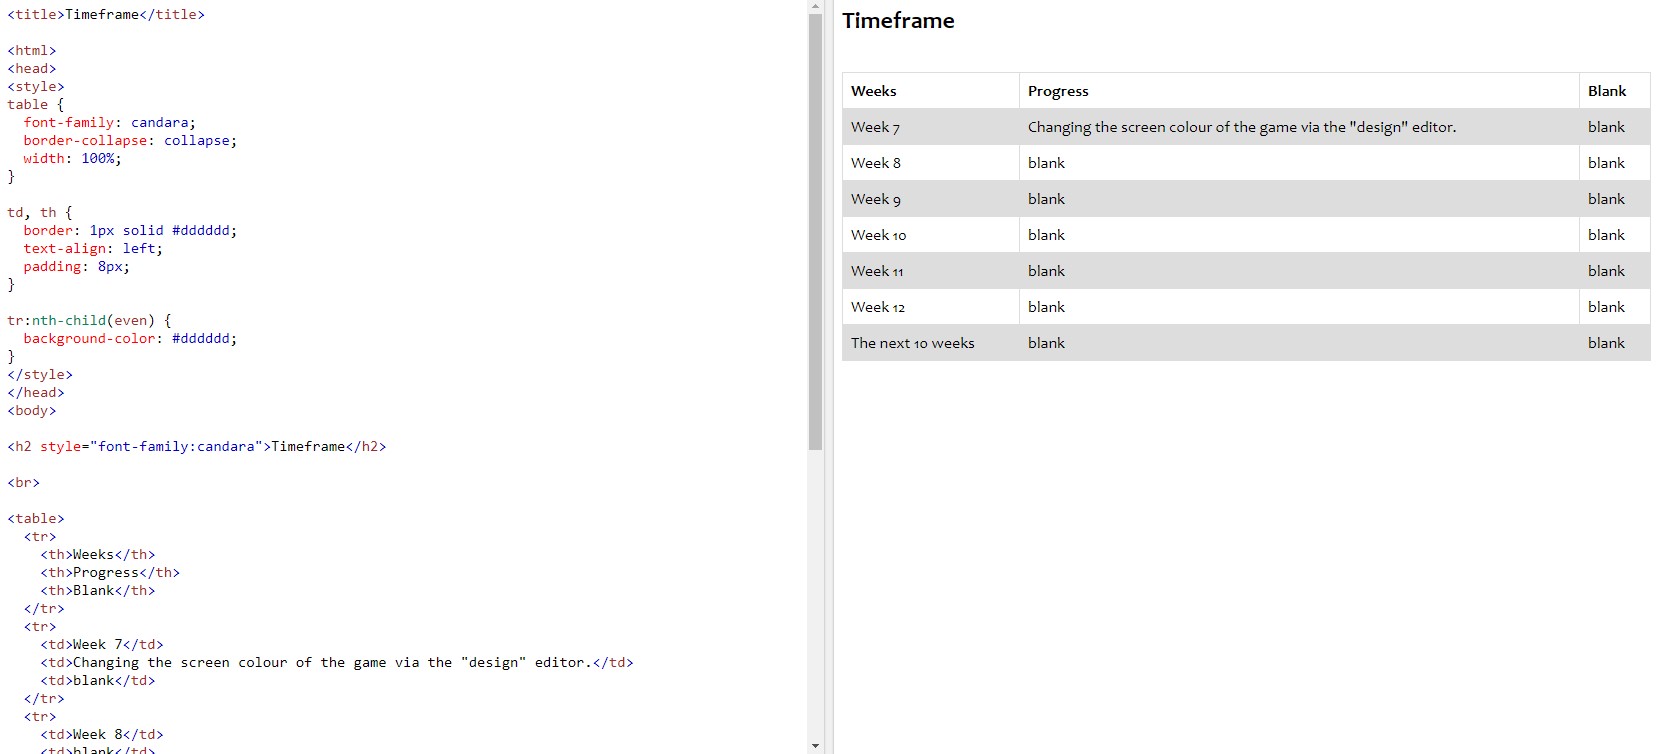 <title>Timeframe</title>
<html>
<head>
<style>
table {
  font-family: candara;
  border-collapse: collapse;
  width: 100%;
}
td, th {
  border: 1px solid #dddddd;
  text-align: left;
  padding: 8px;
}
tr:nth-child(even) {
  background-color: #dddddd;
}
</style>
</head>
<body>
<h2 style="font-family:candara">Timeframe</h2>
<br>
<table>
  <tr>
    <th>Weeks</th>
    <th>Progress</th>
    <th>Blank</th>
  </tr>
  <tr>
    <td>Week 7</td>
    <td>Changing the screen colour of the game via the "design" editor.</td>
    <td>blank</td>
  </tr>
  <tr>
    <td>Week 8</td>
    <td>blank</td>
Timeframe
Weeks Progress Blank
Week 7 Changing the screen colour of the game via the "design" editor. blank
Week 8 blank blank
Week 9 blank blank
Week 10 blank blank
Week 11 blank blank
Week 12 blank blank
The next 10 weeks blank blank